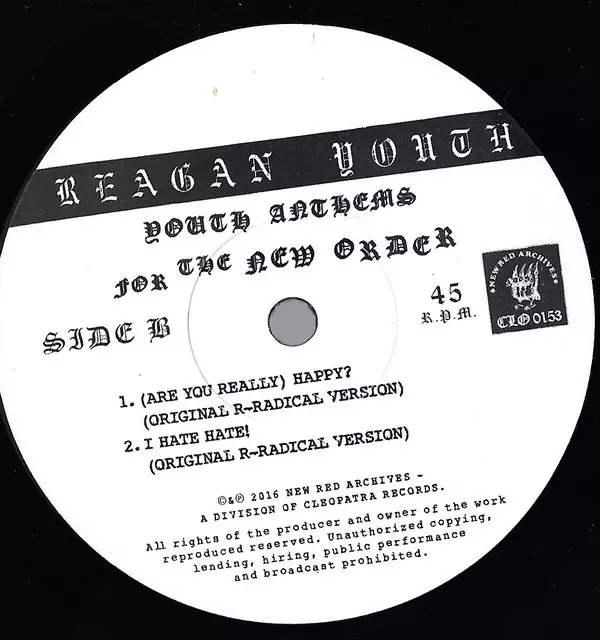 REAGAN YOUTH
YOUTH ANTHEMS
FOR THE NEW ORDER
SIDE B
45
R.P.M.
NEW RED ARCHIVES
CLO 0153
1. (ARE YOU REALLY) HAPPY?
(ORIGINAL R~RADICAL VERSION)
2. I HATE HATE!
(ORIGINAL R~RADICAL VERSION)
©&℗ 2016 NEW RED ARCHIVES –
A DIVISION OF CLEOPATRA RECORDS.
All rights of the producer and owner of the work
reproduced reserved. Unauthorized copying,
lending, hiring, public performance
and broadcast prohibited.